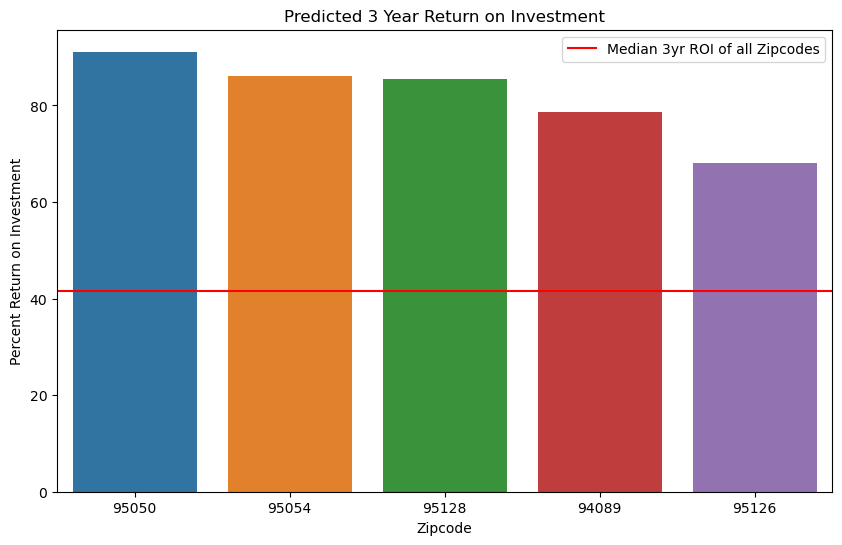 Predicted 3 Year Return on Investment
Median 3yr ROI of all Zipcodes
Percent Return on Investment
80
60
40
20
0
95050 95054 95128 94089 95126
Zipcode